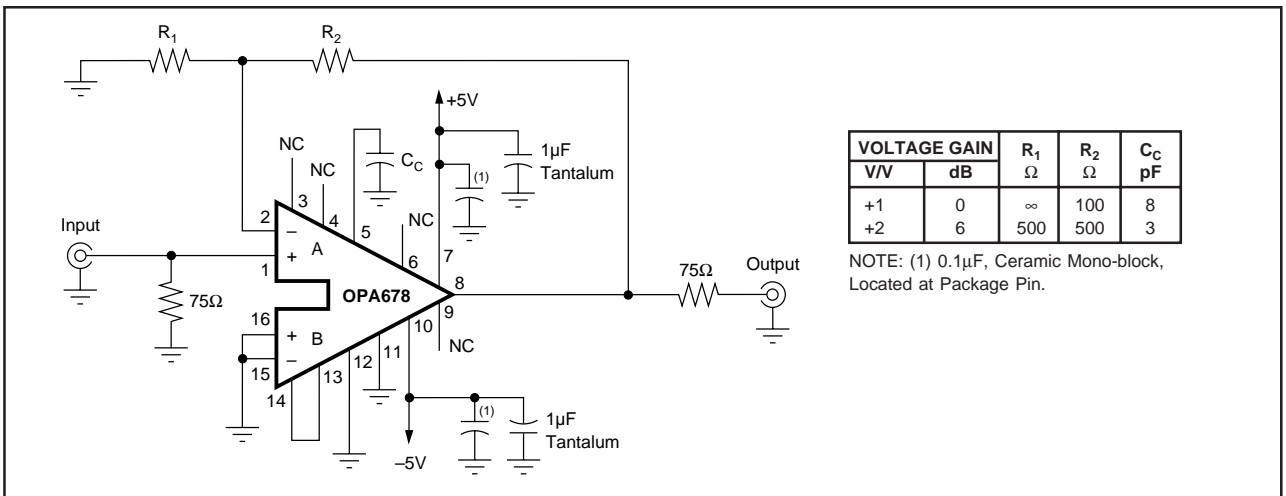 R1
R2
+5V
NC
NC
CC
(1)
1µF
Tantalum
3
4
5
NC
2
Input
A
–
+
6
7
1
75Ω
OPA678
8
75Ω
Output
9
16
+
B
10
NC
–
15
11
12
13
14
(1)
1µF
Tantalum
–5V
VOLTAGE GAIN R1 R2 CC
V/V dB Ω Ω pF
+1 0 ∞ 100 8
+2 6 500 500 3
NOTE: (1) 0.1µF, Ceramic Mono-block,
Located at Package Pin.